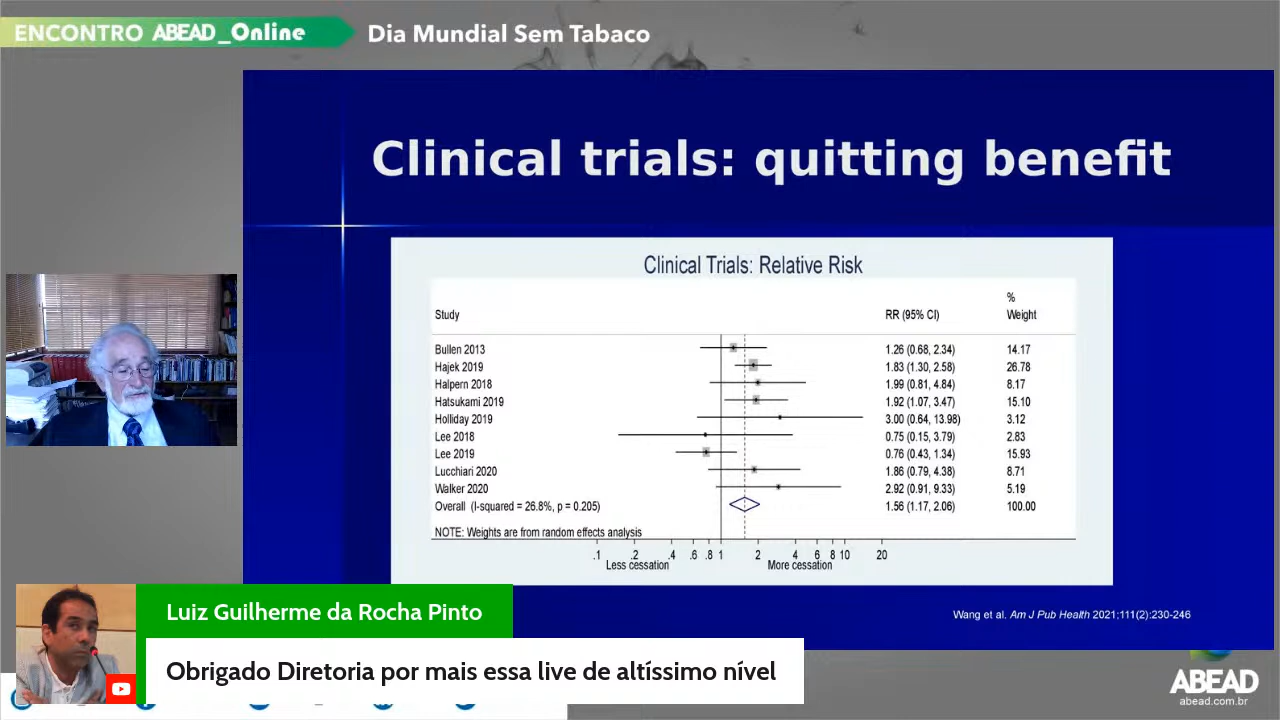 ENCONTRO ABEAD_Online
Dia Mundial Sem Tabaco
Clinical trials: quitting benefit
Clinical Trials: Relative Risk
%
Study RR (95% CI) Weight
Bullen 2013 1.26 (0.68, 2.34) 14.17
Hajek 2019 1.83 (1.30, 2.58) 26.78
Halpern 2018 1.99 (0.81, 4.84) 8.17
Hatsukami 2019 1.92 (1.07, 3.47) 15.10
Holliday 2019 3.00 (0.64, 13.98) 3.12
Lee 2018 0.75 (0.15, 3.79) 2.83
Lee 2019 0.76 (0.43, 1.34) 15.93
Lucchiari 2020 1.86 (0.79, 4.38) 8.71
Walker 2020 2.92 (0.91, 9.33) 5.19
Overall (I-squared = 26.8%, p = 0.205) 1.56 (1.17, 2.06) 100.00
NOTE: Weights are from random effects analysis
.1 .2 .4 .6 .8 1 2 4 6 8 10 20
Less cessation More cessation
Wang et al. Am J Pub Health 2021;111(2):230-246
Luiz Guilherme da Rocha Pinto
Obrigado Diretoria por mais essa live de altíssimo nível
ABEAD
abead.com.br